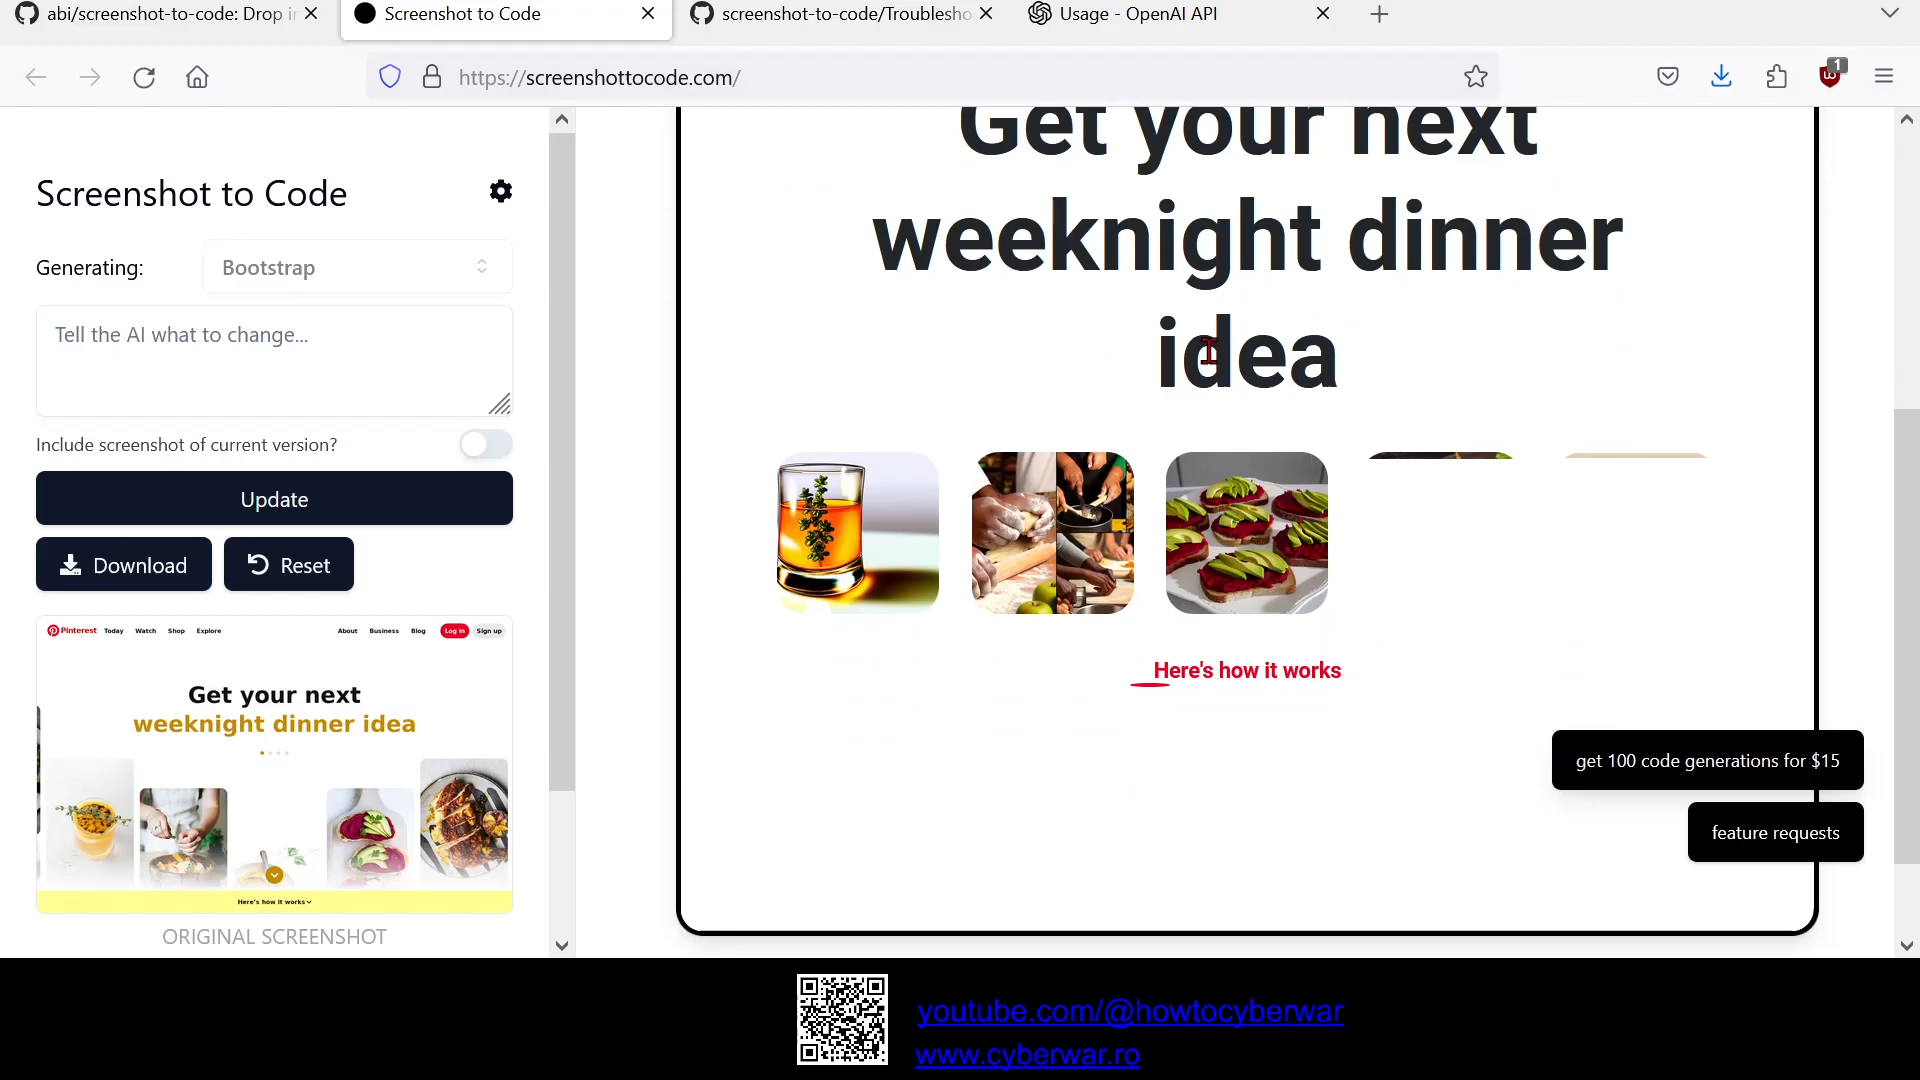 abi/screenshot-to-code: Drop in
Screenshot to Code
screenshot-to-code/Troublesho
Usage - OpenAI API
https://screenshottocode.com/
1
Screenshot to Code
Generating:
Bootstrap
Tell the AI what to change...
Include screenshot of current version?
Update
Download
Reset
Pinterest
Today
Watch
Shop
Explore
About
Business
Blog
Log in
Sign up
Get your next
weeknight dinner idea
Here's how it works
ORIGINAL SCREENSHOT
Get your next
weeknight dinner
idea
Here's how it works
get 100 code generations for $15
feature requests
youtube.com/@howtocyberwar
www.cyberwar.ro